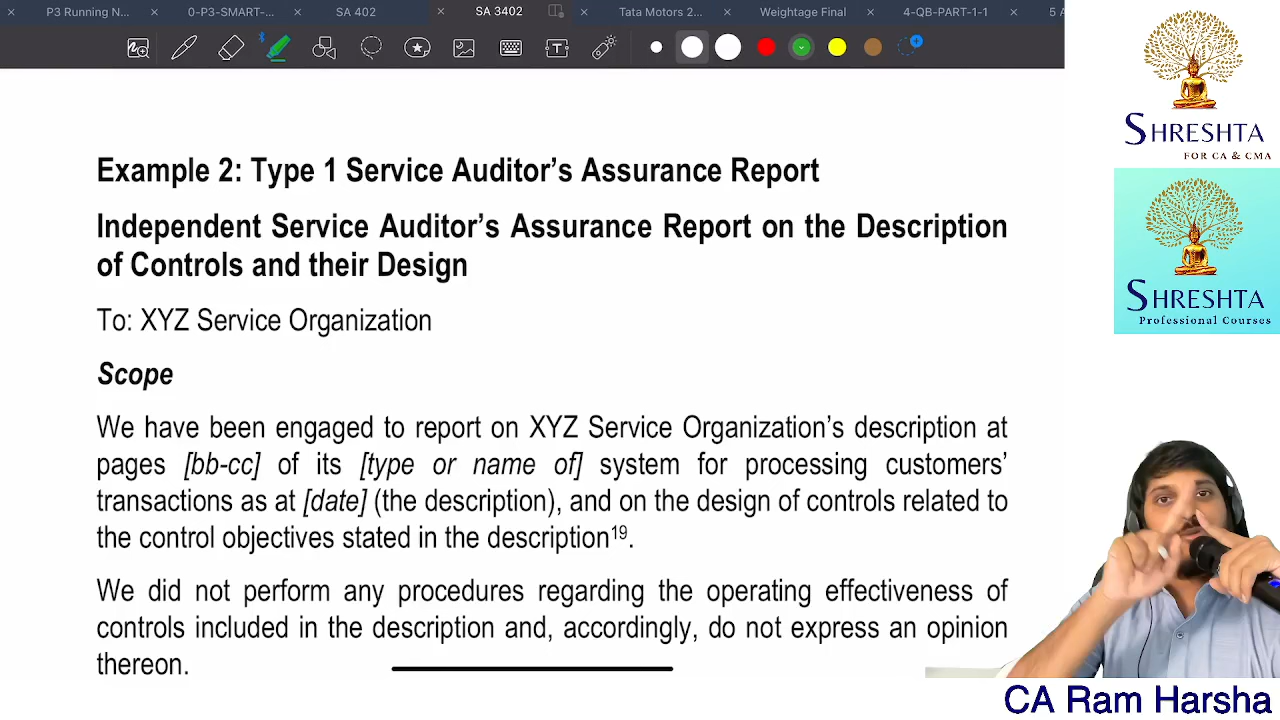 P3 Running N...
0-P3-SMART-...
SA 402
SA 3402
Tata Motors 2...
Weightage Final
4-QB-PART-1-1
5 A
Example 2: Type 1 Service Auditor’s Assurance Report
Independent Service Auditor’s Assurance Report on the Description
of Controls and their Design
To: XYZ Service Organization
Scope
We have been engaged to report on XYZ Service Organization’s description at
pages [bb-cc] of its [type or name of] system for processing customers’
transactions as at [date] (the description), and on the design of controls related to
the control objectives stated in the description19.
We did not perform any procedures regarding the operating effectiveness of
controls included in the description and, accordingly, do not express an opinion
thereon.
SHRESHTA
FOR CA & CMA
SHRESHTA
Professional Courses
CA Ram Harsha